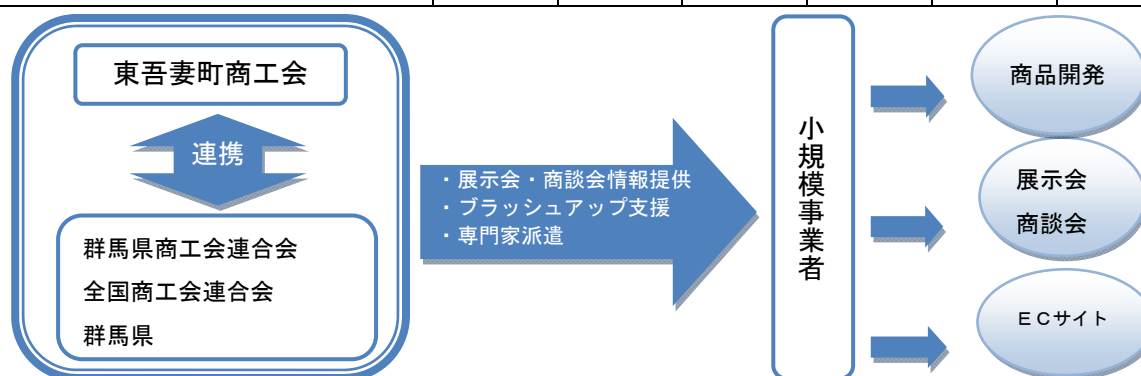 東吾妻町商工会
連携
群馬県商工会連合会
全国商工会連合会
群馬県
・展示会・商談会情報提供
・ブラッシュアップ支援
・専門家派遣
小規模事業者
商品開発
展示会
商談会
ＥＣサイト